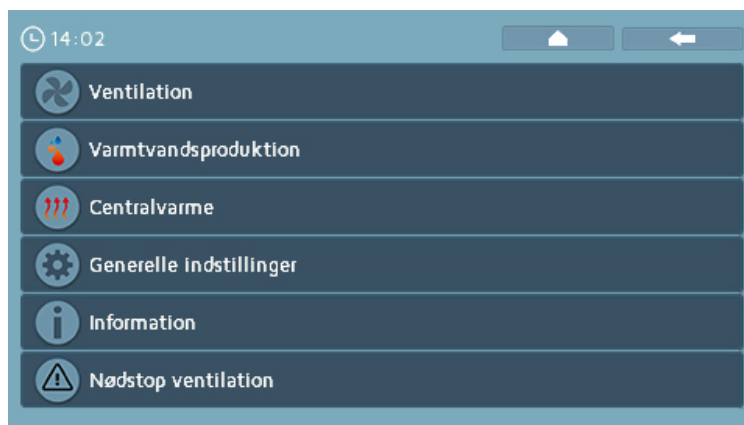 14:02
Ventilation
Varmtvandsproduktion
Centralvarme
Generelle indstillinger
Information
Nødstop ventilation